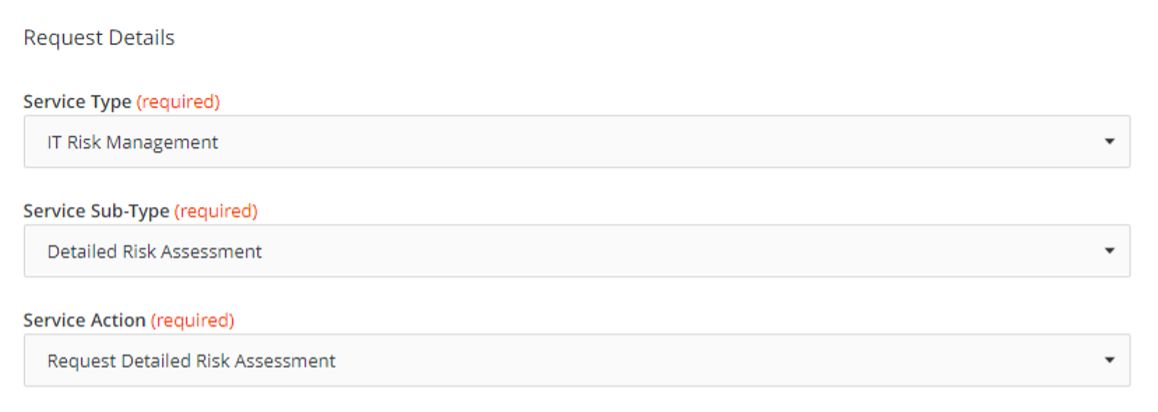 Request Details
Service Type (required)
IT Risk Management
Service Sub-Type (required)
Detailed Risk Assessment
Service Action (required)
Request Detailed Risk Assessment